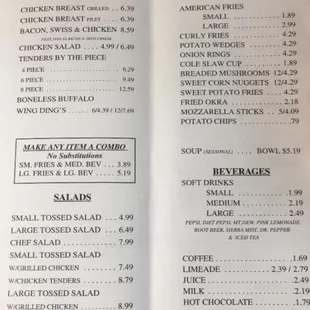 CHICKEN BREAST GRILLED .. 6.39
CHICKEN BREAST FILET .. 6.39
BACON, SWISS & CHICKEN 8.59
CHICKEN SALAD .... 4.99 / 6.49
TENDERS BY THE PIECE
4 PIECE ............ 6.29
6 PIECE ............ 9.49
8 PIECE ............ 12.59
BONELESS BUFFALO
WING DING'S .... 6/4.39 / 12/7.69
MAKE ANY ITEM A COMBO
No Substitutions
SM. FRIES & MED. BEV ... 3.89
LG. FRIES & LG. BEV ..... 5.19
SALADS
SMALL TOSSED SALAD ... 4.99
LARGE TOSSED SALAD ... 6.49
CHEF SALAD .......... 7.99
SMALL TOSSED SALAD
W/GRILLED CHICKEN ..... 7.49
W/CHICKEN TENDERS .... 8.79
LARGE TOSSED SALAD
W/GRILLED CHICKEN ..... 8.99
AMERICAN FRIES
SMALL ............ 1.89
LARGE ............ 2.99
CURLY FRIES ............ 4.29
POTATO WEDGES ........ 4.29
ONION RINGS ............ 4.29
COLE SLAW CUP ......... 1.89
BREADED MUSHROOMS 12/4.29
SWEET CORN NUGGETS 12/4.29
SWEET POTATO FRIES .... 4.29
FRIED OKRA ............ 2.18
MOZZARELLA STICKS .. 5/4.09
POTATO CHIPS ............ .79
SOUP (SEASONAL) .... BOWL $5.19
BEVERAGES
SOFT DRINKS
SMALL ............ 1.99
MEDIUM ............ 2.19
LARGE ............ 2.49
PEPSI, DIET PEPSI, MT. DEW, PINK LEMONADE,
ROOT BEER, SIERRA MIST, DR. PEPPER
& ICED TEA
COFFEE ............ 1.69
LIMEADE ........ 2.39 / 2.79
JUICE ............ 2.49
MILK ............ 2.19
HOT CHOCOLATE ....... 1.79